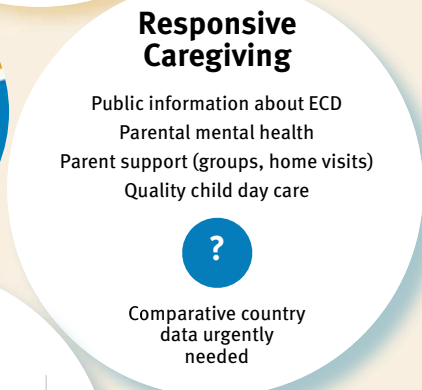 Responsive
Caregiving
Public information about ECD
Parental mental health
Parent support (groups, home visits)
Quality child day care
?
Comparative country
data urgently
needed